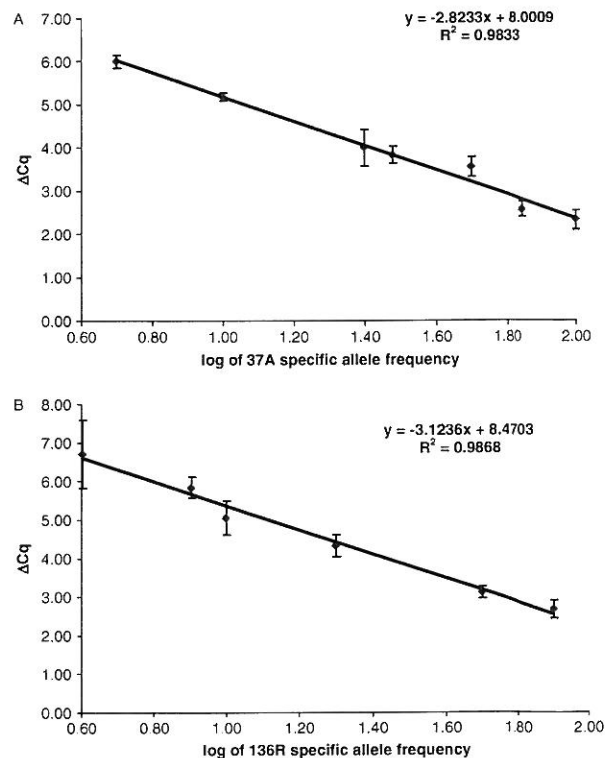 A
y = -2.8233x + 8.0009
R² = 0.9833
7.00
6.00
5.00
4.00
3.00
2.00
1.00
0.00
ΔCq
0.60 0.80 1.00 1.20 1.40 1.60 1.80 2.00
log of 37A specific allele frequency
B
y = -3.1236x + 8.4703
R² = 0.9868
8.00
7.00
6.00
5.00
4.00
3.00
2.00
1.00
0.00
ΔCq
0.60 0.80 1.00 1.20 1.40 1.60 1.80 2.00
log of 136R specific allele frequency